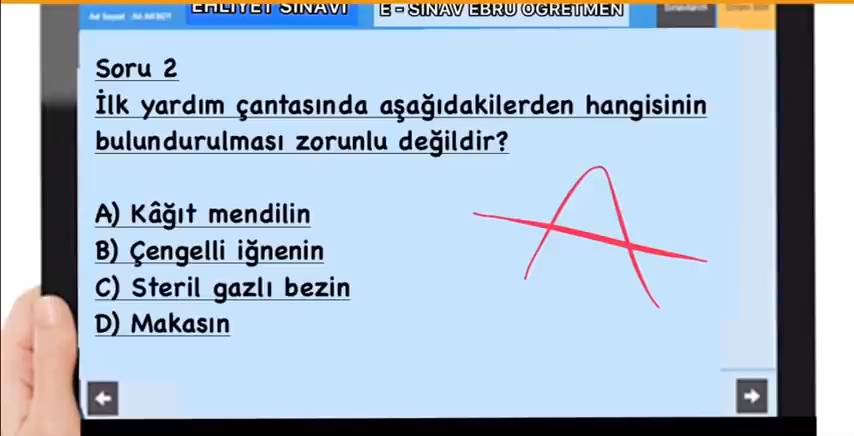 EHLİYET SINAVI
E - SINAV EBRU ÖĞRETMEN
Soru 2
İlk yardım çantasında aşağıdakilerden hangisinin
bulundurulması zorunlu değildir?
A) Kâğıt mendilin
B) Çengelli iğnenin
C) Steril gazlı bezin
D) Makasın
A